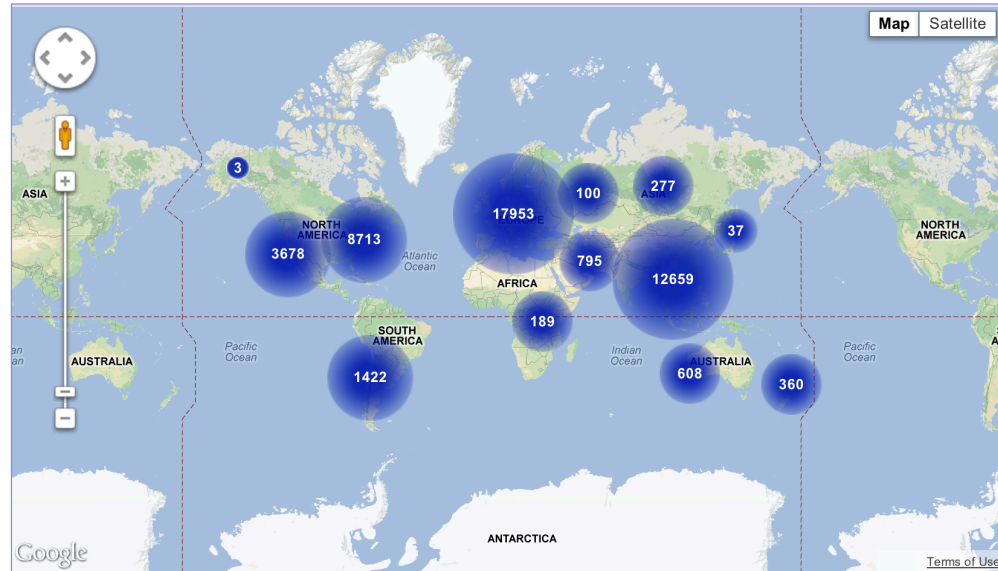 Map
Satellite
3
ASIA
17953
100
277
ASIA
NORTH
AMERICA
8713
3678
37
NORTH
AMERICA
Atlantic
Ocean
795
12659
AFRICA
189
SOUTH
AMERICA
Pacific
Ocean
Indian
Ocean
AUSTRALIA
1422
608
AUSTRALIA
360
Pacific
Ocean
ANTARCTICA
Google
Terms of Use